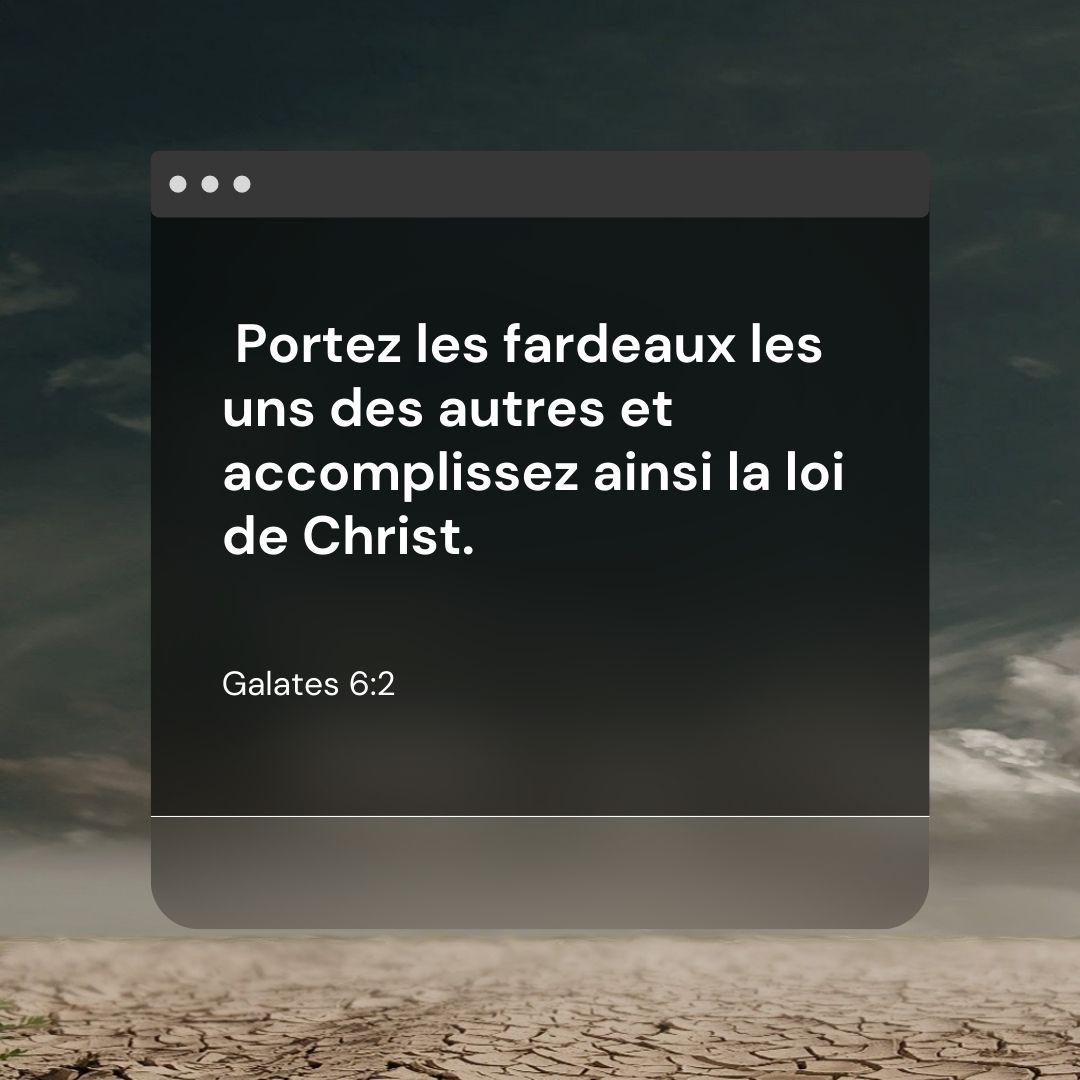 Portez les fardeaux les
uns des autres et
accomplissez ainsi la loi
de Christ.
Galates 6:2